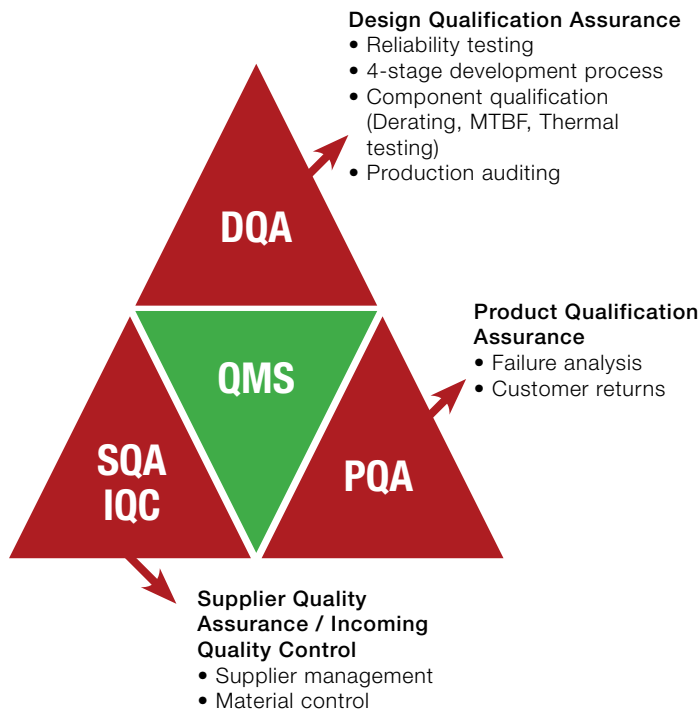 Design Qualification Assurance
• Reliability testing
• 4-stage development process
• Component qualification
(Derating, MTBF, Thermal
testing)
• Production auditing
DQA
Product Qualification
Assurance
• Failure analysis
• Customer returns
QMS
SQA
IQC
PQA
Supplier Quality
Assurance / Incoming
Quality Control
• Supplier management
• Material control